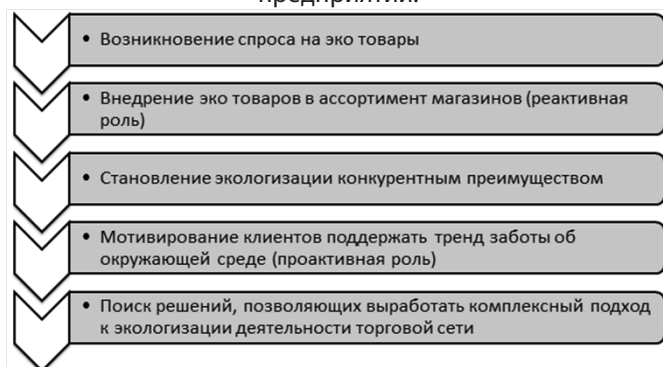 предприятий.
• Возникновение спроса на эко товары
• Внедрение эко товаров в ассортимент магазинов (реактивная
роль)
• Становление экологизации конкурентным преимуществом
• Мотивирование клиентов поддержать тренд заботы об
окружающей среде (проактивная роль)
• Поиск решений, позволяющих выработать комплексный подход
к экологизации деятельности торговой сети